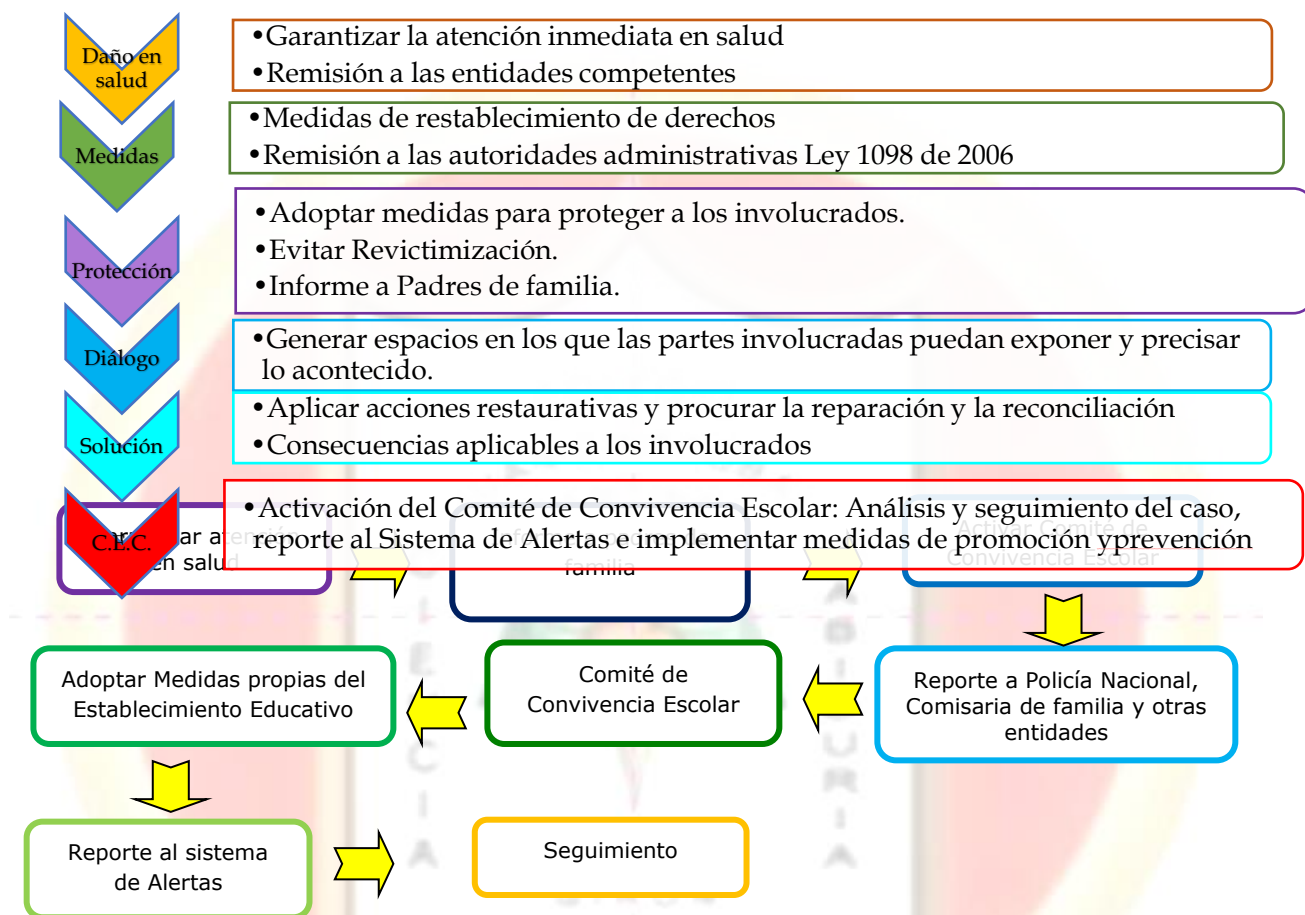 Daño en
salud
•Garantizar la atención inmediata en salud
•Remisión a las entidades competentes
Medidas
•Medidas de restablecimiento de derechos
•Remisión a las autoridades administrativas Ley 1098 de 2006
Protección
•Adoptar medidas para proteger a los involucrados.
•Evitar Revictimización.
•Informe a Padres de familia.
Diálogo
•Generar espacios en los que las partes involucradas puedan exponer y precisar
lo acontecido.
Solución
•Aplicar acciones restaurativas y procurar la reparación y la reconciliación
•Consecuencias aplicables a los involucrados
C.E.C.
•Activación del Comité de Convivencia Escolar: Análisis y seguimiento del caso,
reporte al Sistema de Alertas e implementar medidas de promoción yprevención
en salud
familia
Activar Comité de
Convivencia Escolar
Adoptar Medidas propias del
Establecimiento Educativo
Comité de
Convivencia Escolar
Reporte a Policía Nacional,
Comisaria de familia y otras
entidades
Reporte al sistema
de Alertas
Seguimiento